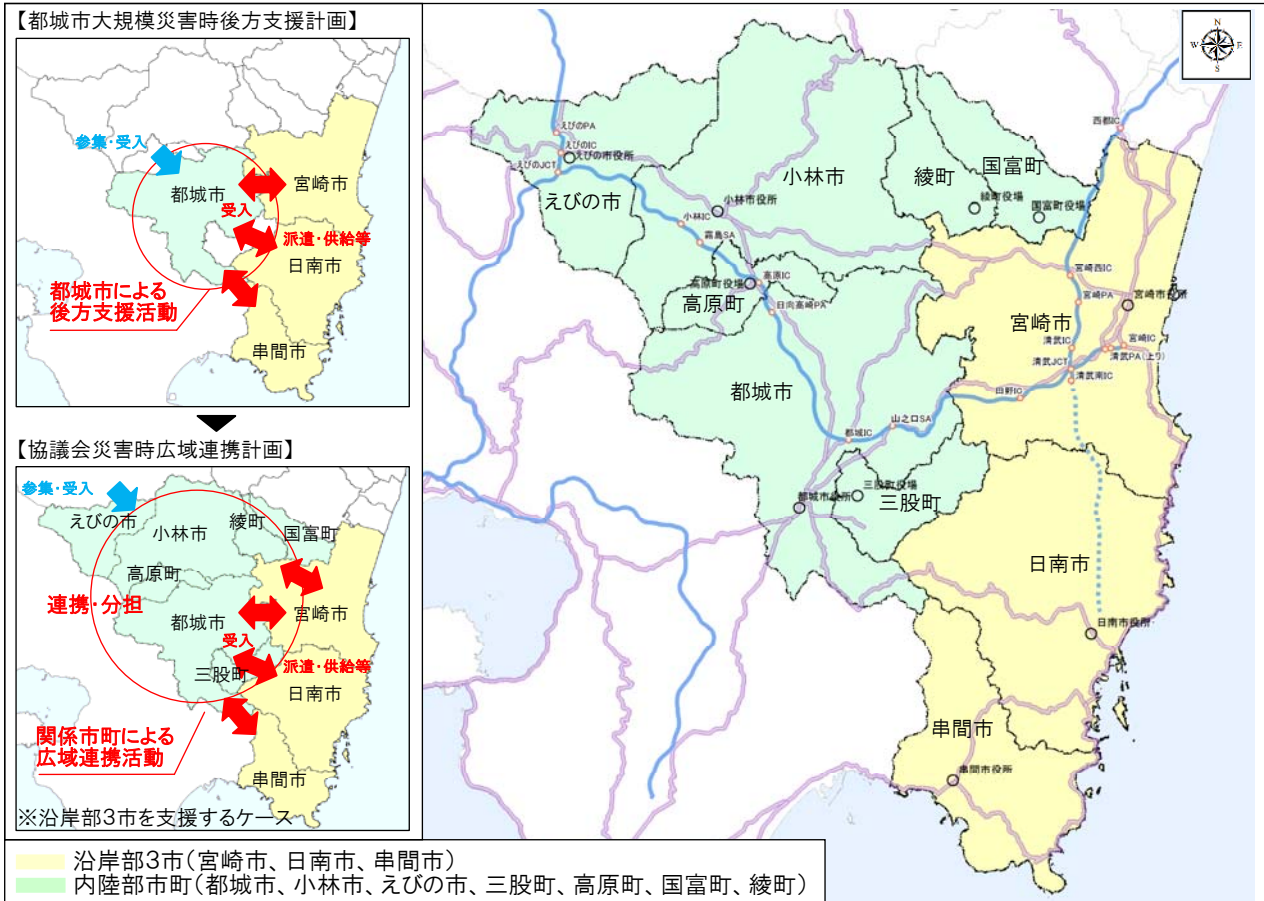 【都城市大規模災害時後方支援計画】
参集・受入
都城市
宮崎市
受入
派遣・供給等
日南市
都城市による
後方支援活動
串間市
【協議会災害時広域連携計画】
参集・受入
えびの市
小林市
綾町
国富町
高原町
連携・分担
都城市
宮崎市
受入
三股町
派遣・供給等
日南市
関係市町による
広域連携活動
串間市
※沿岸部3市を支援するケース
N
W
E
S
西都IC
えびのPA
えびのIC
えびの市役所
えびのJCT
小林市
綾町
国富町
えびの市
小林市役所
綾町役場
国富町役場
小林IC
霧島SA
高原町役場
高原IC
高原町
日向高崎PA
宮崎西IC
宮崎PA
宮崎市役所
宮崎市
清武IC
宮崎IC
清武JCT
清武PA(上り)
清武南IC
田野IC
都城市
山之口SA
都城IC
都城市役所
三股町役場
三股町
日南市
日南市役所
串間市
串間市役所
沿岸部3市(宮崎市、日南市、串間市)
内陸部市町(都城市、小林市、えびの市、三股町、高原町、国富町、綾町)